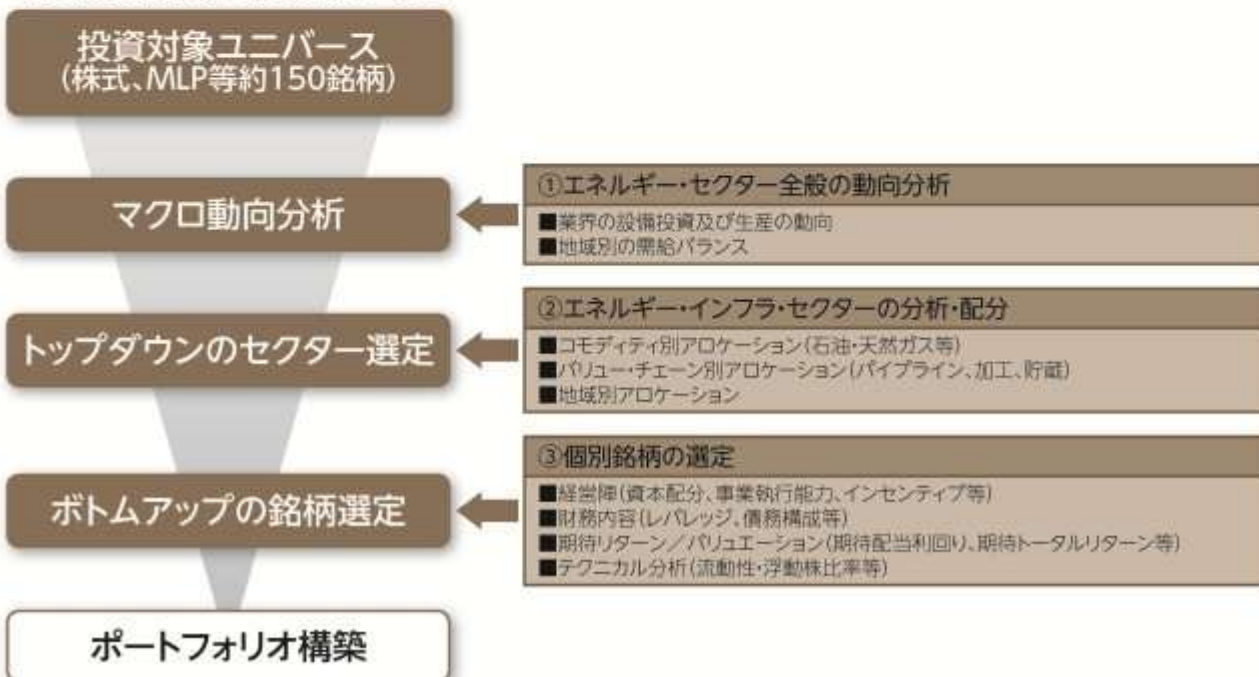 投資対象ユニバース
(株式、MLP等約150銘柄)
マクロ動向分析
①エネルギー・セクター全般の動向分析
■業界の設備投資及び生産の動向
■地域別の需給バランス
トップダウンのセクター選定
②エネルギー・インフラ・セクターの分析・配分
■コモディティ別アロケーション(石油・天然ガス等)
■バリュー・チェーン別アロケーション(パイプライン、加工、貯蔵)
■地域別アロケーション
ボトムアップの銘柄選定
③個別銘柄の選定
■経営陣(資本配分、事業執行能力、インセンティブ等)
■財務内容(レバレッジ、債務構成等)
■期待リターン／バリュエーション(期待配当利回り、期待トータルリターン等)
■テクニカル分析(流動性・浮動株比率等)
ポートフォリオ構築